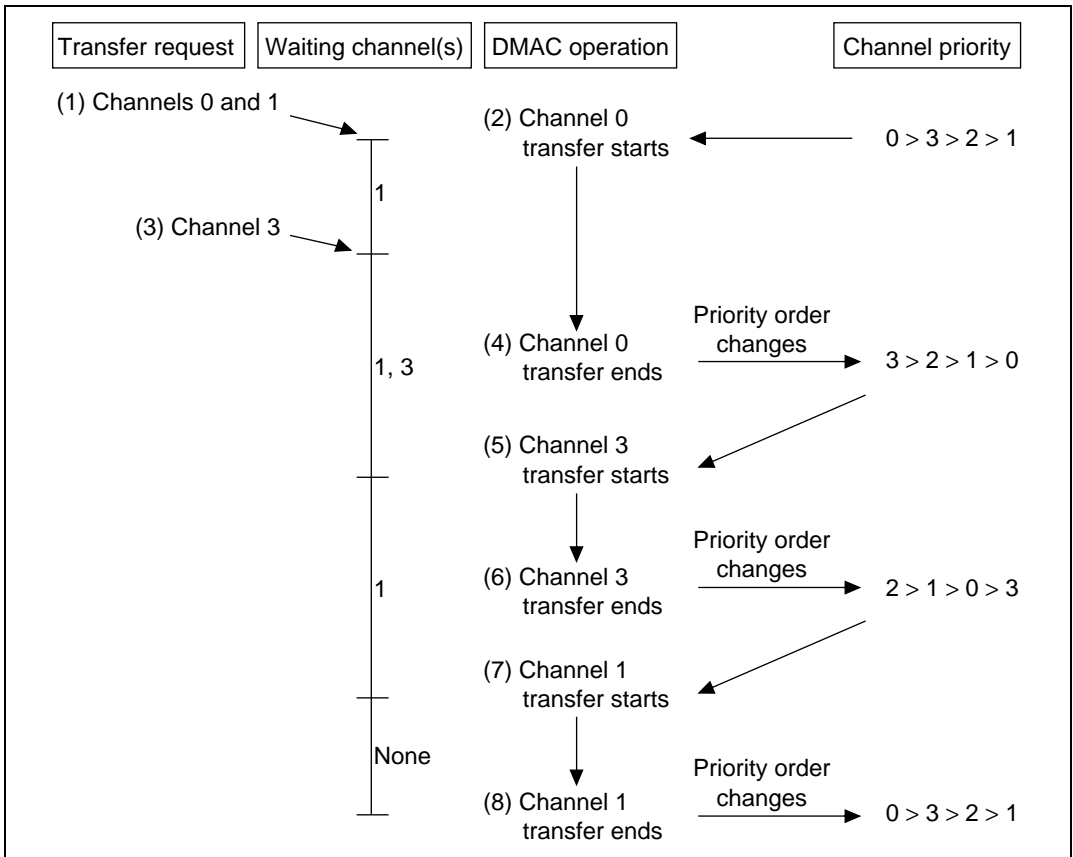 Transfer request
Waiting channel(s)
DMAC operation
Channel priority
(1) Channels 0 and 1
(2) Channel 0
transfer starts
0 > 3 > 2 > 1
1
(3) Channel 3
Priority order
changes
(4) Channel 0
transfer ends
3 > 2 > 1 > 0
1, 3
(5) Channel 3
transfer starts
Priority order
changes
(6) Channel 3
transfer ends
2 > 1 > 0 > 3
1
(7) Channel 1
transfer starts
None
Priority order
changes
(8) Channel 1
transfer ends
0 > 3 > 2 > 1